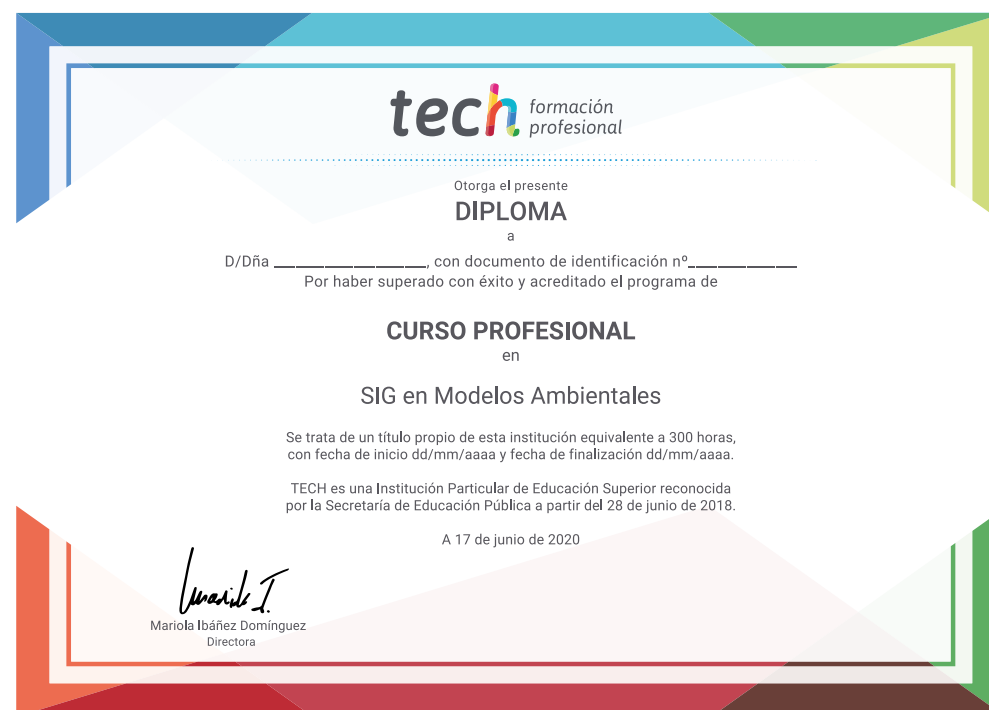 tech formación
profesional
Otorga el presente
DIPLOMA
a
D/Dña ____________________, con documento de identificación nº______________
Por haber superado con éxito y acreditado el programa de
CURSO PROFESIONAL
en
SIG en Modelos Ambientales
Se trata de un título propio de esta institución equivalente a 300 horas,
con fecha de inicio dd/mm/aaaa y fecha de finalización dd/mm/aaaa.
TECH es una Institución Particular de Educación Superior reconocida
por la Secretaría de Educación Pública a partir del 28 de junio de 2018.
A 17 de junio de 2020
Mariola Ibáñez Domínguez
Directora